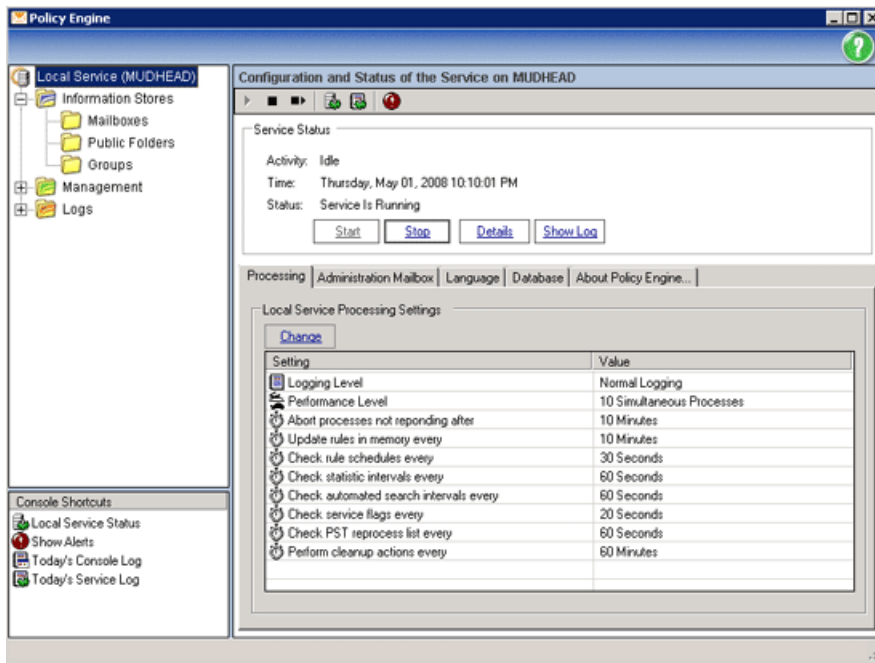 Policy Engine
Local Service (MUDHEAD)
Information Stores
Mailboxes
Public Folders
Groups
Management
Logs
Console Shortcuts
Local Service Status
Show Alerts
Today's Console Log
Today's Service Log
Configuration and Status of the Service on MUDHEAD
Service Status
Activity: Idle
Time: Thursday, May 01, 2008 10:10:01 PM
Status: Service Is Running
Start Stop Details Show Log
Processing Administration Mailbox Language Database About Policy Engine...
Local Service Processing Settings
Change
Setting Value
Logging Level Normal Logging
Performance Level 10 Simultaneous Processes
Abort processes not reponding after 10 Minutes
Update rules in memory every 10 Minutes
Check rule schedules every 30 Seconds
Check statistic intervals every 60 Seconds
Check automated search intervals every 60 Seconds
Check service flags every 20 Seconds
Check PST reprocess list every 60 Seconds
Perform cleanup actions every 60 Minutes